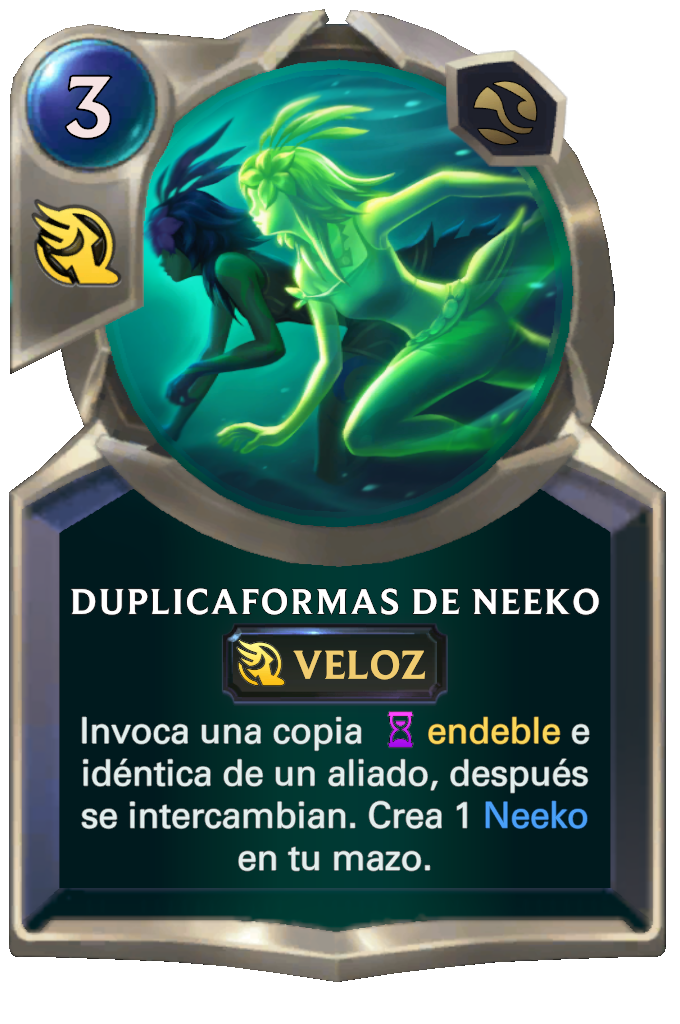 3
DUPLICAFORMAS DE NEEKO
VELOZ
Invoca una copia endeble e
idéntica de un aliado, después
se intercambian. Crea 1 Neeko
en tu mazo.